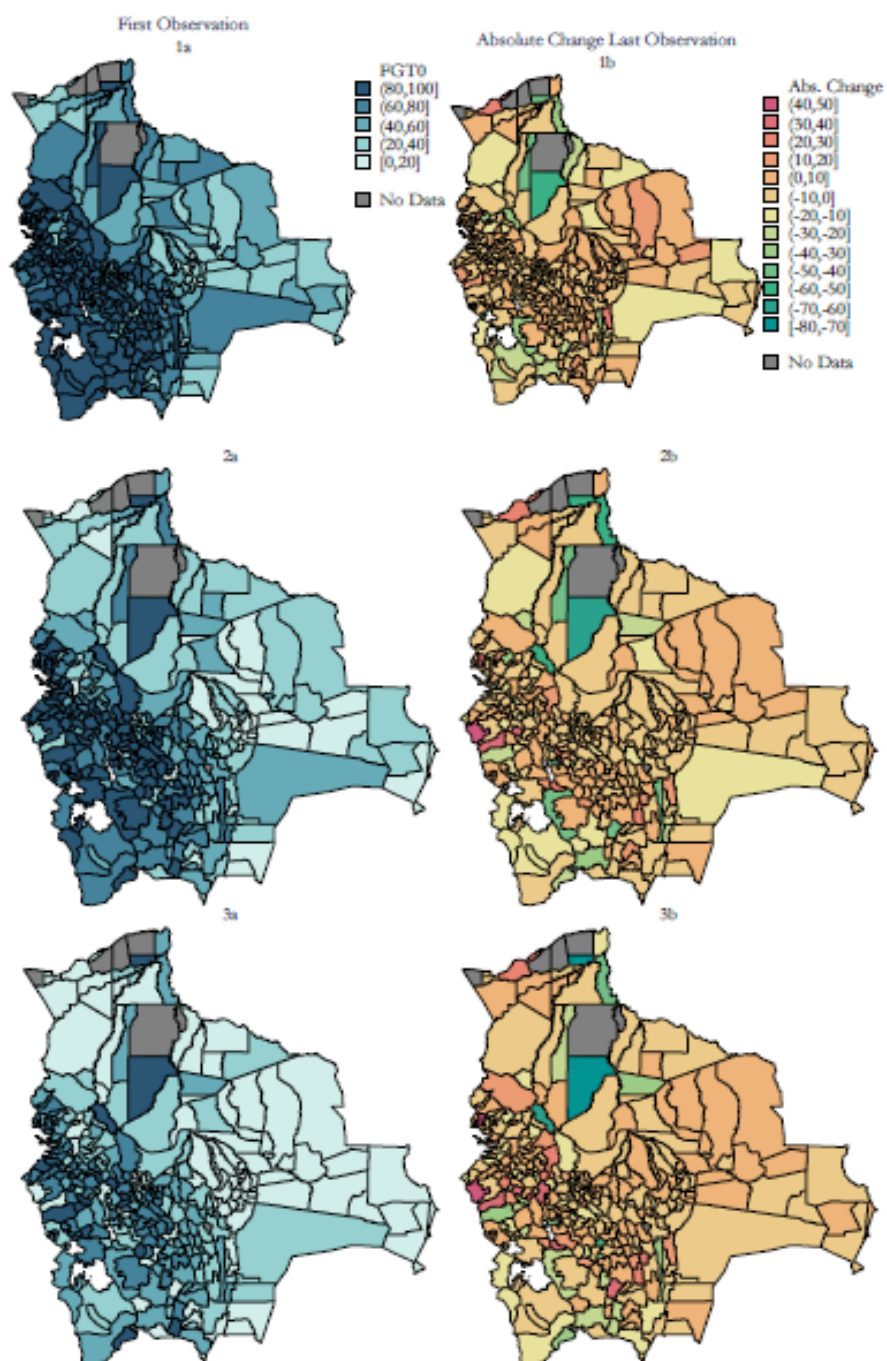 First Observation
1a
FGT0
(80,100]
(60,80]
(40,60]
(20,40]
[0,20]
No Data
Absolute Change Last Observation
1b
Abs. Change
(40,50]
(30,40]
(20,30]
(10,20]
(0,10]
(-10,0]
(-20,-10]
(-30,-20]
(-40,-30]
(-50,-40]
(-60,-50]
(-70,-60]
[-80,-70]
No Data
2a
2b
3a
3b